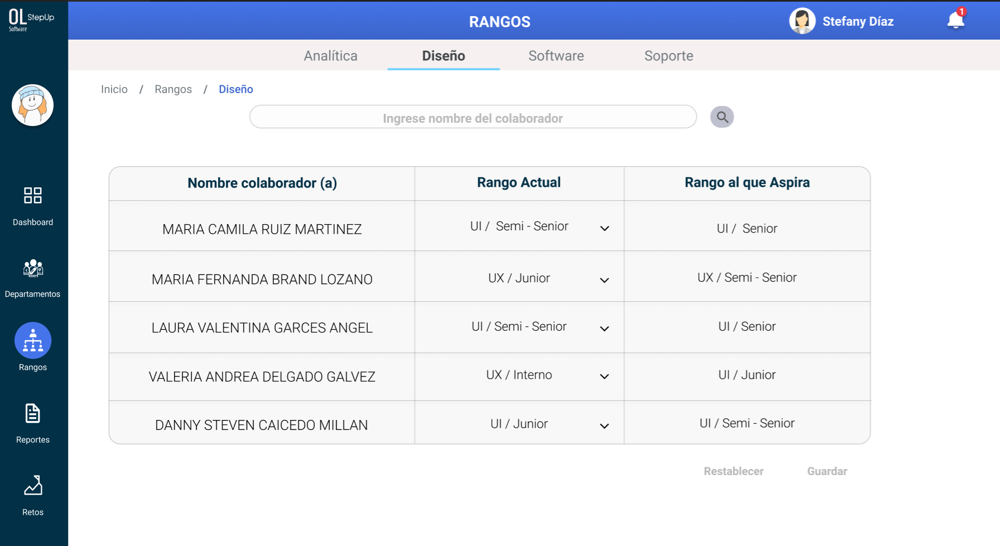 OL StepUp
Software
RANGOS
Stefany Díaz
1
Analítica Diseño Software Soporte
Inicio / Rangos / Diseño
Ingrese nombre del colaborador
Nombre colaborador (a) Rango Actual Rango al que Aspira
MARIA CAMILA RUIZ MARTINEZ UI / Semi - Senior UI / Senior
MARIA FERNANDA BRAND LOZANO UX / Junior UX / Semi - Senior
LAURA VALENTINA GARCES ANGEL UI / Semi - Senior UI / Senior
VALERIA ANDREA DELGADO GALVEZ UX / Interno UI / Junior
DANNY STEVEN CAICEDO MILLAN UI / Junior UI / Semi - Senior
Restablecer Guardar
Dashboard
Departamentos
Rangos
Reportes
Retos